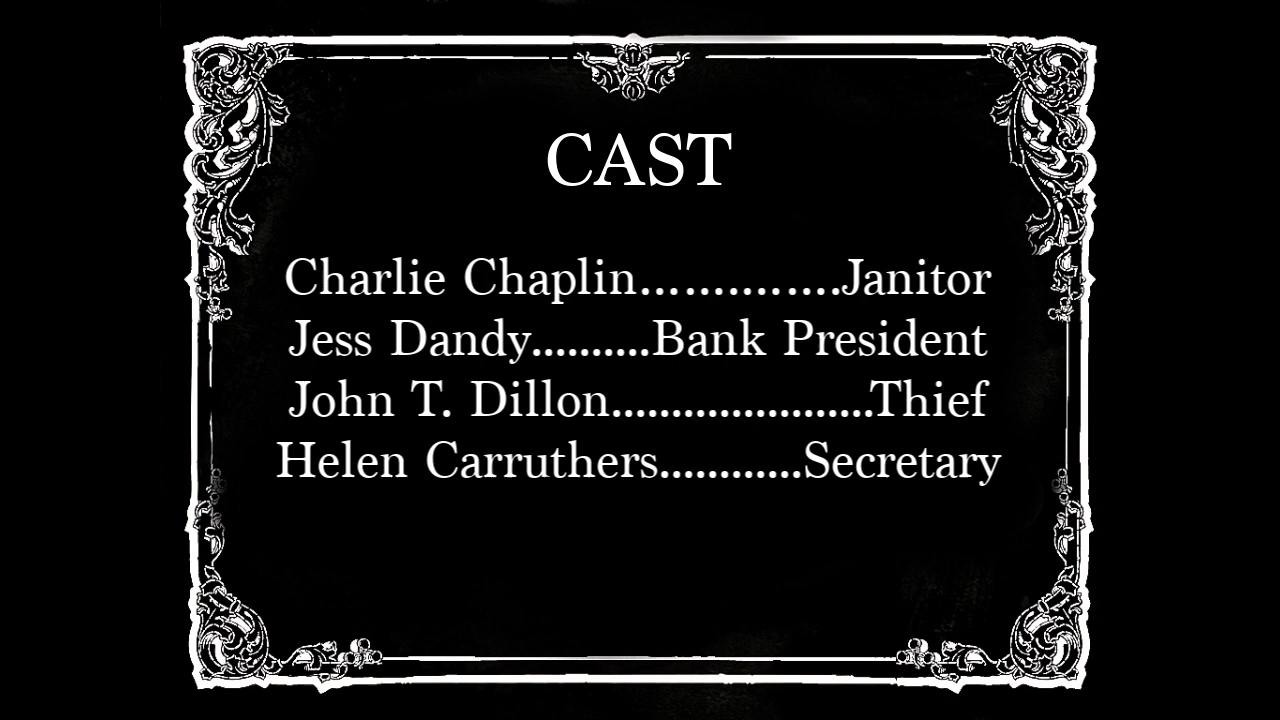 CAST
Charlie Chaplin.............Janitor
Jess Dandy..........Bank President
John T. Dillon......................Thief
Helen Carruthers............Secretary